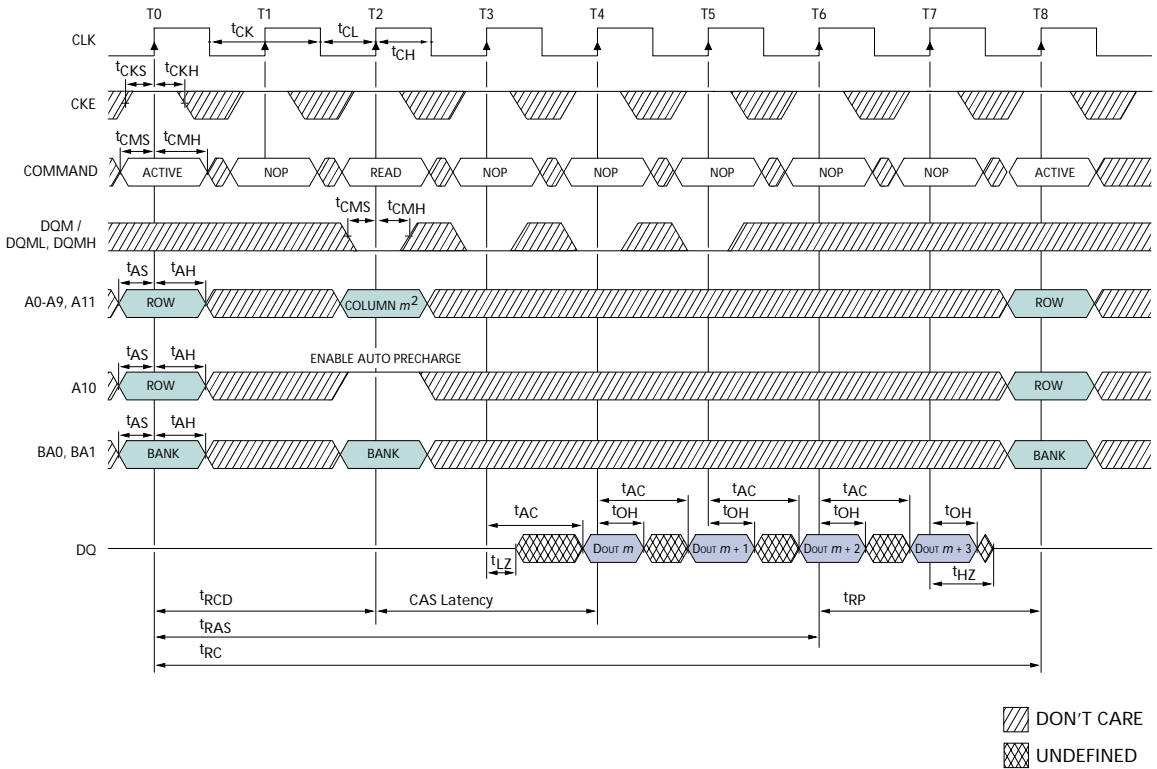 T0 T1 T2 T3 T4 T5 T6 T7 T8
CLK
tCK tCL
tCH
tCKS tCKH
CKE
tCMS tCMH
COMMAND ACTIVE NOP READ NOP NOP NOP NOP NOP ACTIVE
tCMS tCMH
DQM /
DQML, DQMH
tAS tAH
A0-A9, A11 ROW COLUMN m2 ROW
ENABLE AUTO PRECHARGE
tAS tAH
A10 ROW ROW
tAS tAH
BA0, BA1 BANK BANK BANK
tAC tAC tAC tAC
tOH tOH tOH tOH
DQ DOUT m DOUT m + 1 DOUT m + 2 DOUT m + 3
tLZ tHZ
tRCD CAS Latency tRP
tRAS
tRC
DON'T CARE
UNDEFINED